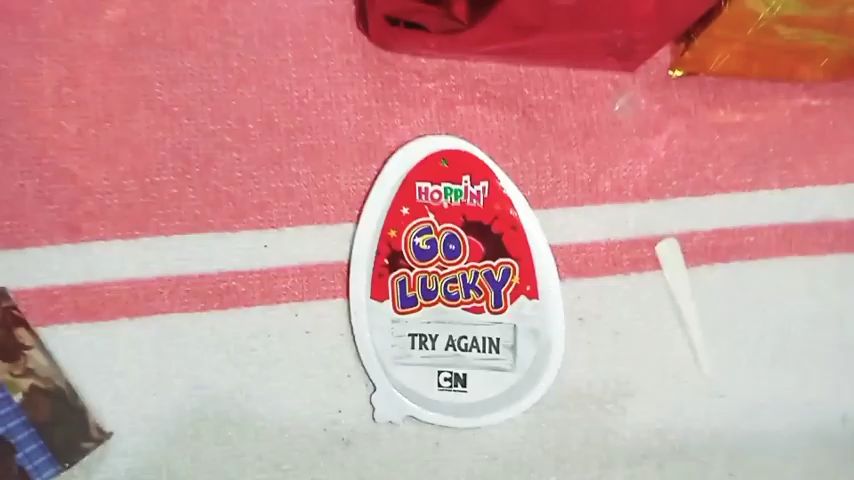 HOPPIN'
GO
LUCKY
TRY AGAIN
CN